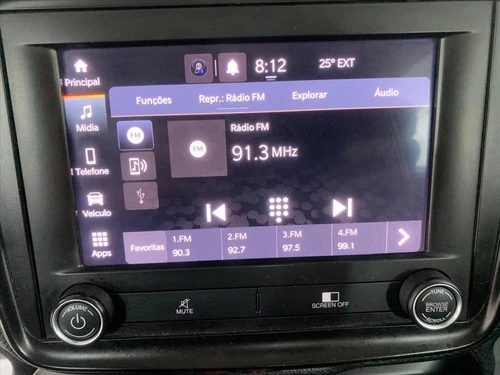 8:12 25° EXT
Principal
Mídia
Telefone
Veículo
Apps
Funções Repr.: Rádio FM Explorar Áudio
FM
FM
Rádio FM
91.3 MHz
Favoritas
1.FM 2.FM 3.FM 4.FM
90.3 92.7 97.5 99.1
VOLUME
MUTE
SCREEN OFF
TUNE
BROWSE
ENTER
SCROLL